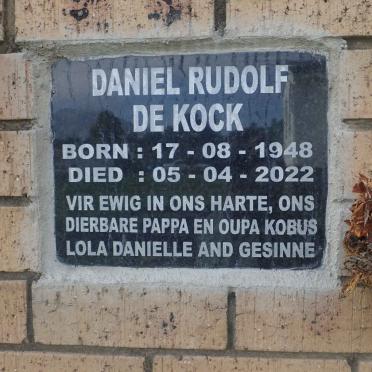 DANIEL RUDOLF
DE KOCK
BORN : 17 - 08 - 1948
DIED : 05 - 04 - 2022
VIR EWIG IN ONS HARTE, ONS
DIERBARE PAPPA EN OUPA KOBUS
LOLA DANIELLE AND GESINNE